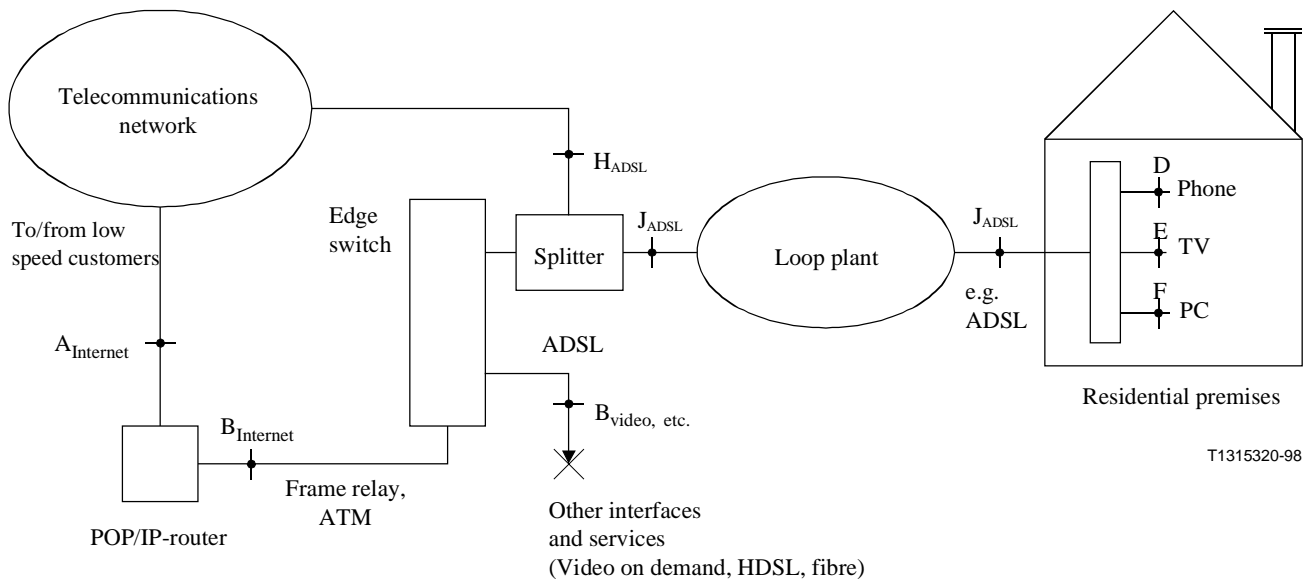 Telecommunications
network
H_ADSL
Edge
switch
To/from low
speed customers
Splitter
J_ADSL
Loop plant
J_ADSL
e.g.
ADSL
D
Phone
E
TV
F
PC
Residential premises
A_Internet
ADSL
B_video, etc.
B_Internet
Frame relay,
ATM
POP/IP-router
Other interfaces
and services
(Video on demand, HDSL, fibre)
T1315320-98